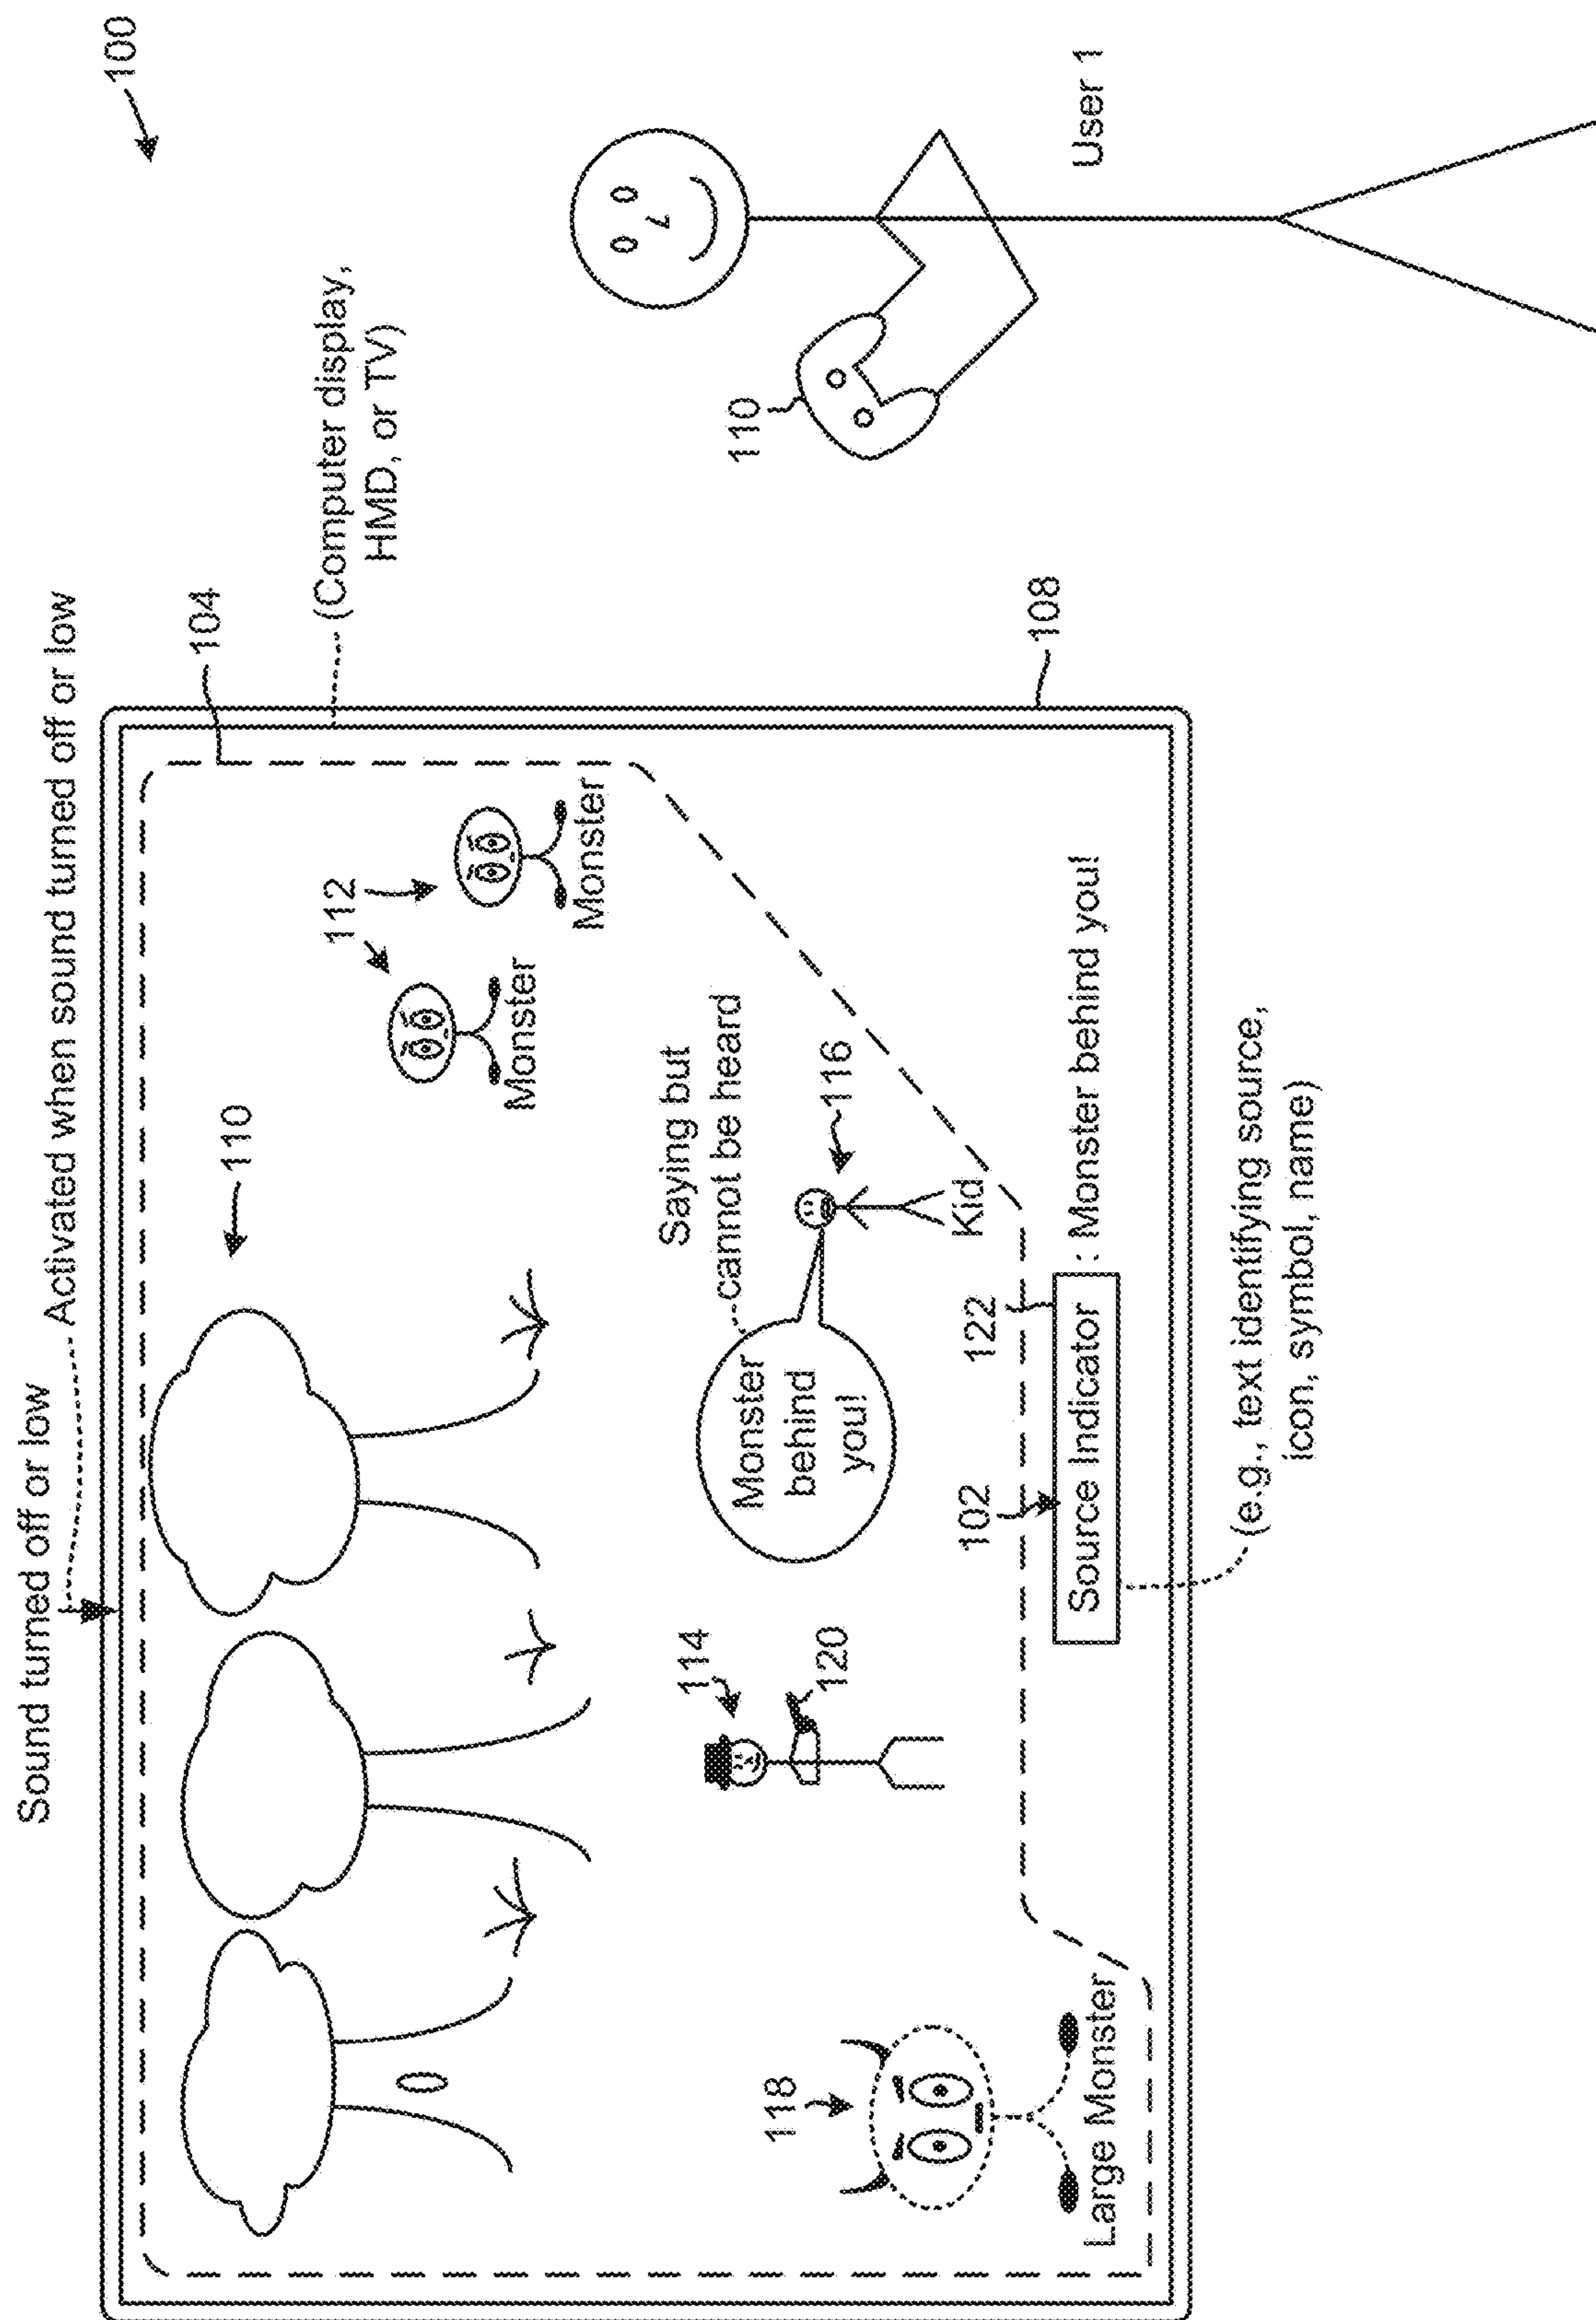 100
Sound turned off or low
Activated when sound turned off or low
104
(Computer display,
HMD, or TV)
110
112
Monster
Monster
110
User 1
Saying but
cannot be heard
Monster
behind
you!
116
Kid
114
120
118
Large Monster
108
102
122
Source Indicator : Monster behind you!
(e.g., text identifying source,
icon, symbol, name)